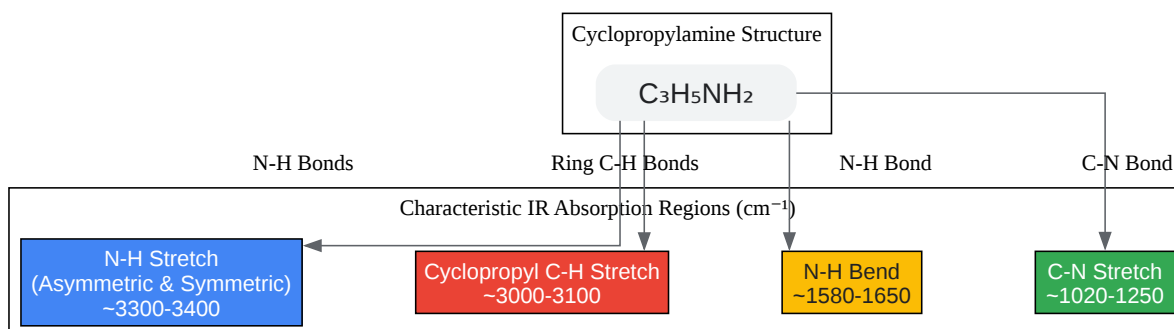 Cyclopropylamine Structure
C₃H₅NH₂
N-H Bonds
Ring C-H Bonds
N-H Bond
C-N Bond
Characteristic IR Absorption Regions (cm⁻¹)
N-H Stretch
(Asymmetric & Symmetric)
~3300-3400
Cyclopropyl C-H Stretch
~3000-3100
N-H Bend
~1580-1650
C-N Stretch
~1020-1250